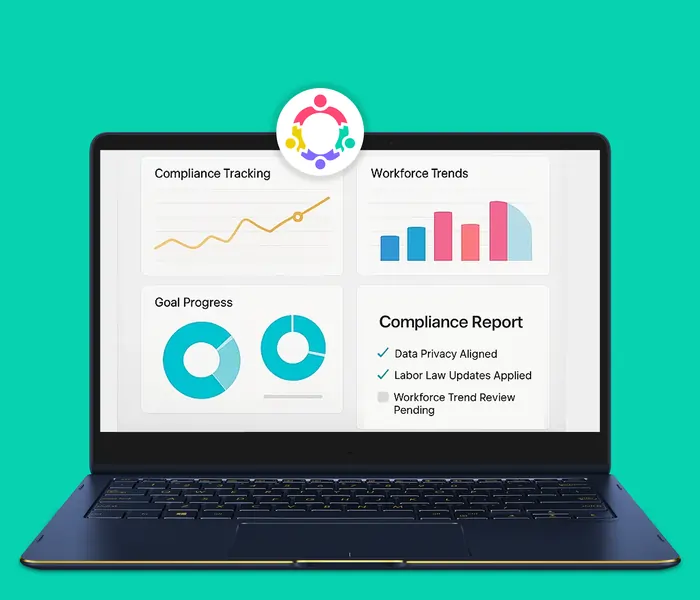 Compliance Tracking
Workforce Trends
Goal Progress
Compliance Report
Data Privacy Aligned
Labor Law Updates Applied
Workforce Trend Review
Pending